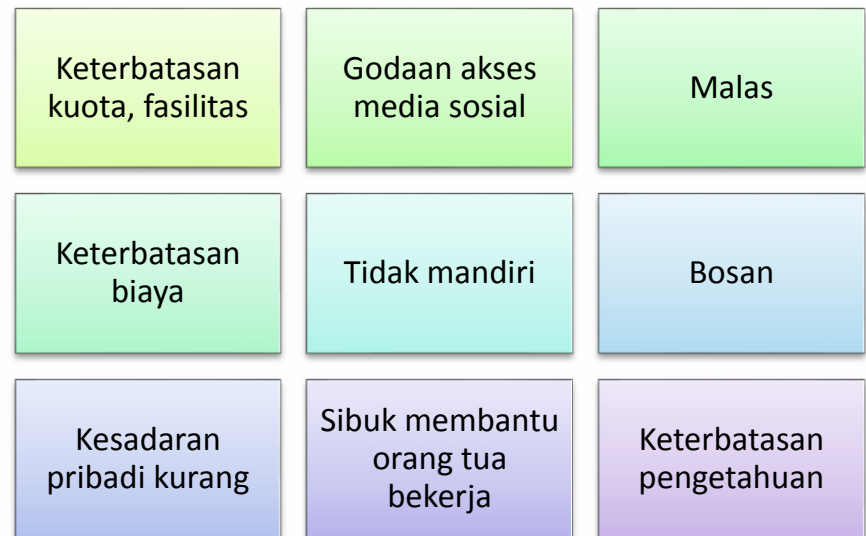 Keterbatasan
kuota, fasilitas
Godaan akses
media sosial
Malas
Keterbatasan
biaya
Tidak mandiri
Bosan
Kesadaran
pribadi kurang
Sibuk membantu
orang tua
bekerja
Keterbatasan
pengetahuan